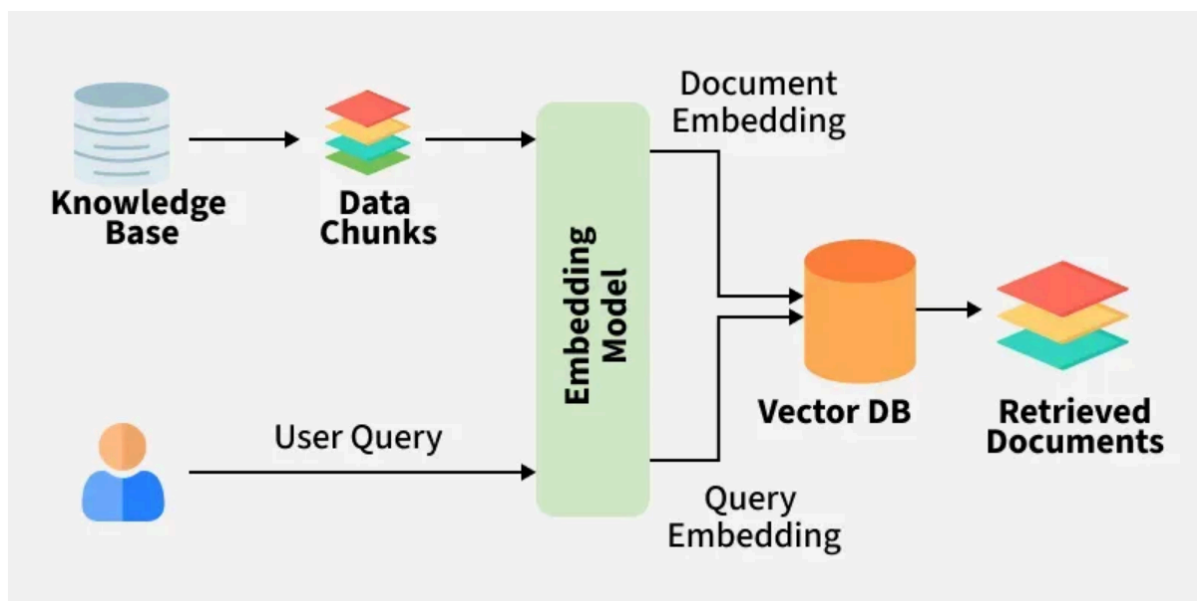 Document
Embedding
Knowledge
Base
Data
Chunks
Embedding
Model
Vector DB
Retrieved
Documents
User Query
Query
Embedding